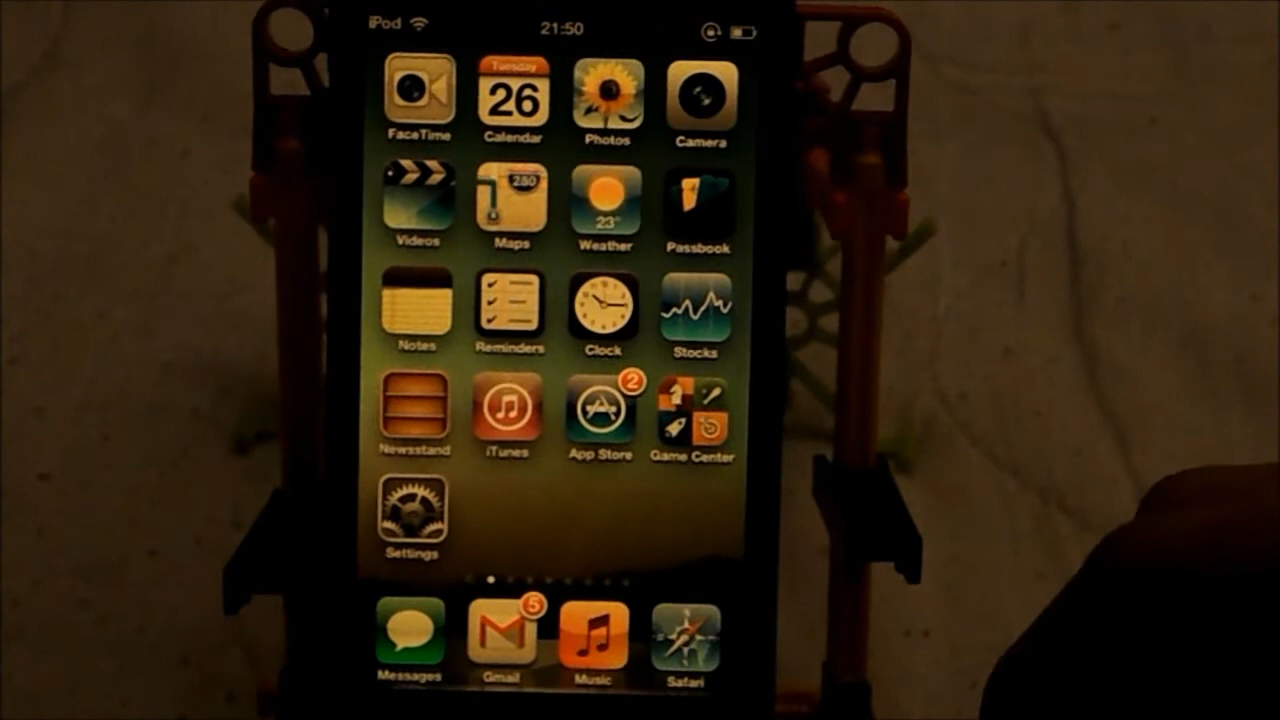 iPod 21:50
Tuesday
26
FaceTime Calendar Photos Camera
280
23°
Videos Maps Weather Passbook
Notes Reminders Clock Stocks
2
Newsstand iTunes App Store Game Center
Settings
5
Messages Gmail Music Safari